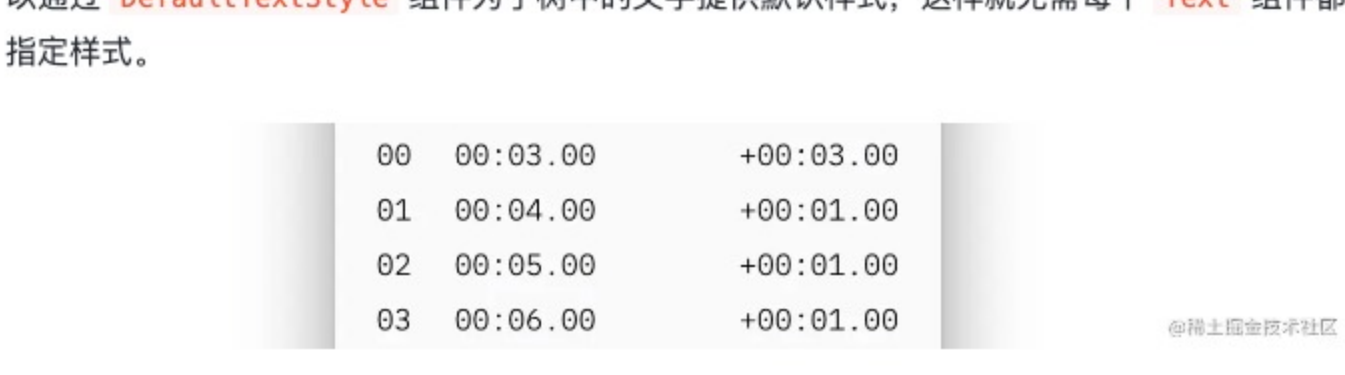 以通过 DefaultTextStyle 组件为子树中的文字提供默认样式，这样就无需每个 Text 组件都
指定样式。
00 00:03.00 +00:03.00
01 00:04.00 +00:01.00
02 00:05.00 +00:01.00
03 00:06.00 +00:01.00
@稀土掘金技术社区